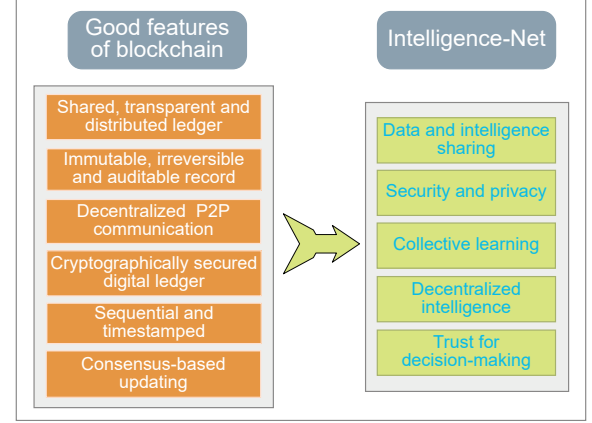 Good features
of blockchain
Shared, transparent and
distributed ledger
Immutable, irreversible
and auditable record
Decentralized P2P
communication
Cryptographically secured
digital ledger
Sequential and
timestamped
Consensus-based
updating
Intelligence-Net
Data and intelligence
sharing
Security and privacy
Collective learning
Decentralized
intelligence
Trust for
decision-making